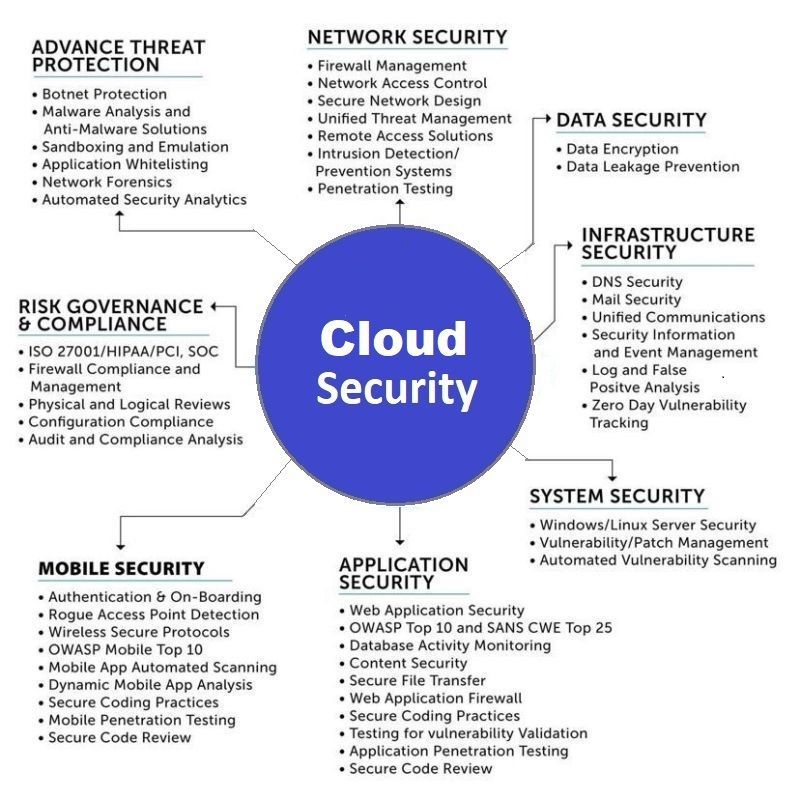 ADVANCE THREAT
PROTECTION
• Botnet Protection
• Malware Analysis and
Anti-Malware Solutions
• Sandboxing and Emulation
• Application Whitelisting
• Network Forensics
• Automated Security Analytics
NETWORK SECURITY
• Firewall Management
• Network Access Control
• Secure Network Design
• Unified Threat Management
• Remote Access Solutions
• Intrusion Detection/
Prevention Systems
• Penetration Testing
DATA SECURITY
• Data Encryption
• Data Leakage Prevention
INFRASTRUCTURE
SECURITY
• DNS Security
• Mail Security
• Unified Communications
• Security Information
and Event Management
• Log and False
Positve Analysis
• Zero Day Vulnerability
Tracking
RISK GOVERNANCE
& COMPLIANCE
• ISO 27001/HIPAA/PCI, SOC
• Firewall Compliance and
Management
• Physical and Logical Reviews
• Configuration Compliance
• Audit and Compliance Analysis
Cloud
Security
SYSTEM SECURITY
• Windows/Linux Server Security
• Vulnerability/Patch Management
• Automated Vulnerability Scanning
MOBILE SECURITY
• Authentication & On-Boarding
• Rogue Access Point Detection
• Wireless Secure Protocols
• OWASP Mobile Top 10
• Mobile App Automated Scanning
• Dynamic Mobile App Analysis
• Secure Coding Practices
• Mobile Penetration Testing
• Secure Code Review
APPLICATION
SECURITY
• Web Application Security
• OWASP Top 10 and SANS CWE Top 25
• Database Activity Monitoring
• Content Security
• Secure File Transfer
• Web Application Firewall
• Secure Coding Practices
• Testing for vulnerability Validation
• Application Penetration Testing
• Secure Code Review